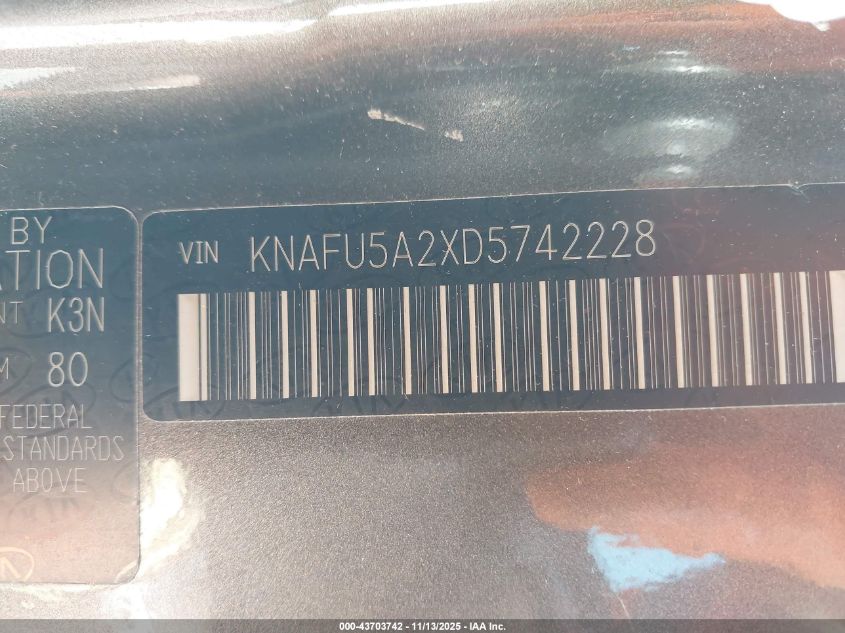 BY
ATION
NT K3N
M 80
FEDERAL
STANDARDS
ABOVE
VIN KNAFU5A2XD5742228
000-43703742 - 11/13/2025 - IAA Inc.